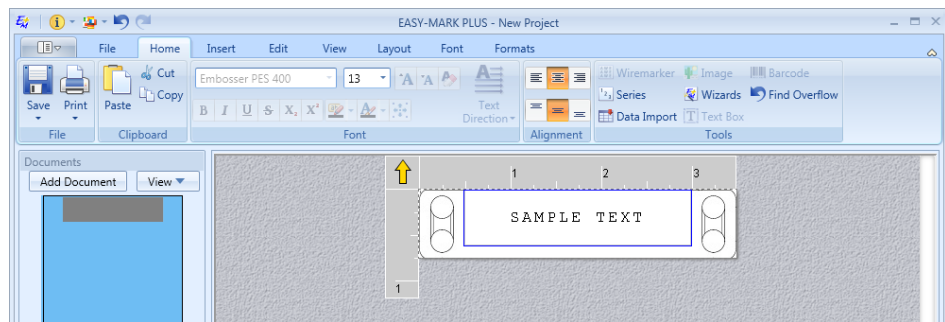 EASY-MARK PLUS - New Project
File Home Insert Edit View Layout Font Formats
Save Print Paste Cut Copy
Embosser PES 400 13 A A
B I U S X, X' A
Text Direction
Wiremarker Image Barcode
Series Wizards Find Overflow
Data Import Text Box
File Clipboard Font Alignment Tools
Documents
Add Document View
1 2 3
SAMPLE TEXT
1